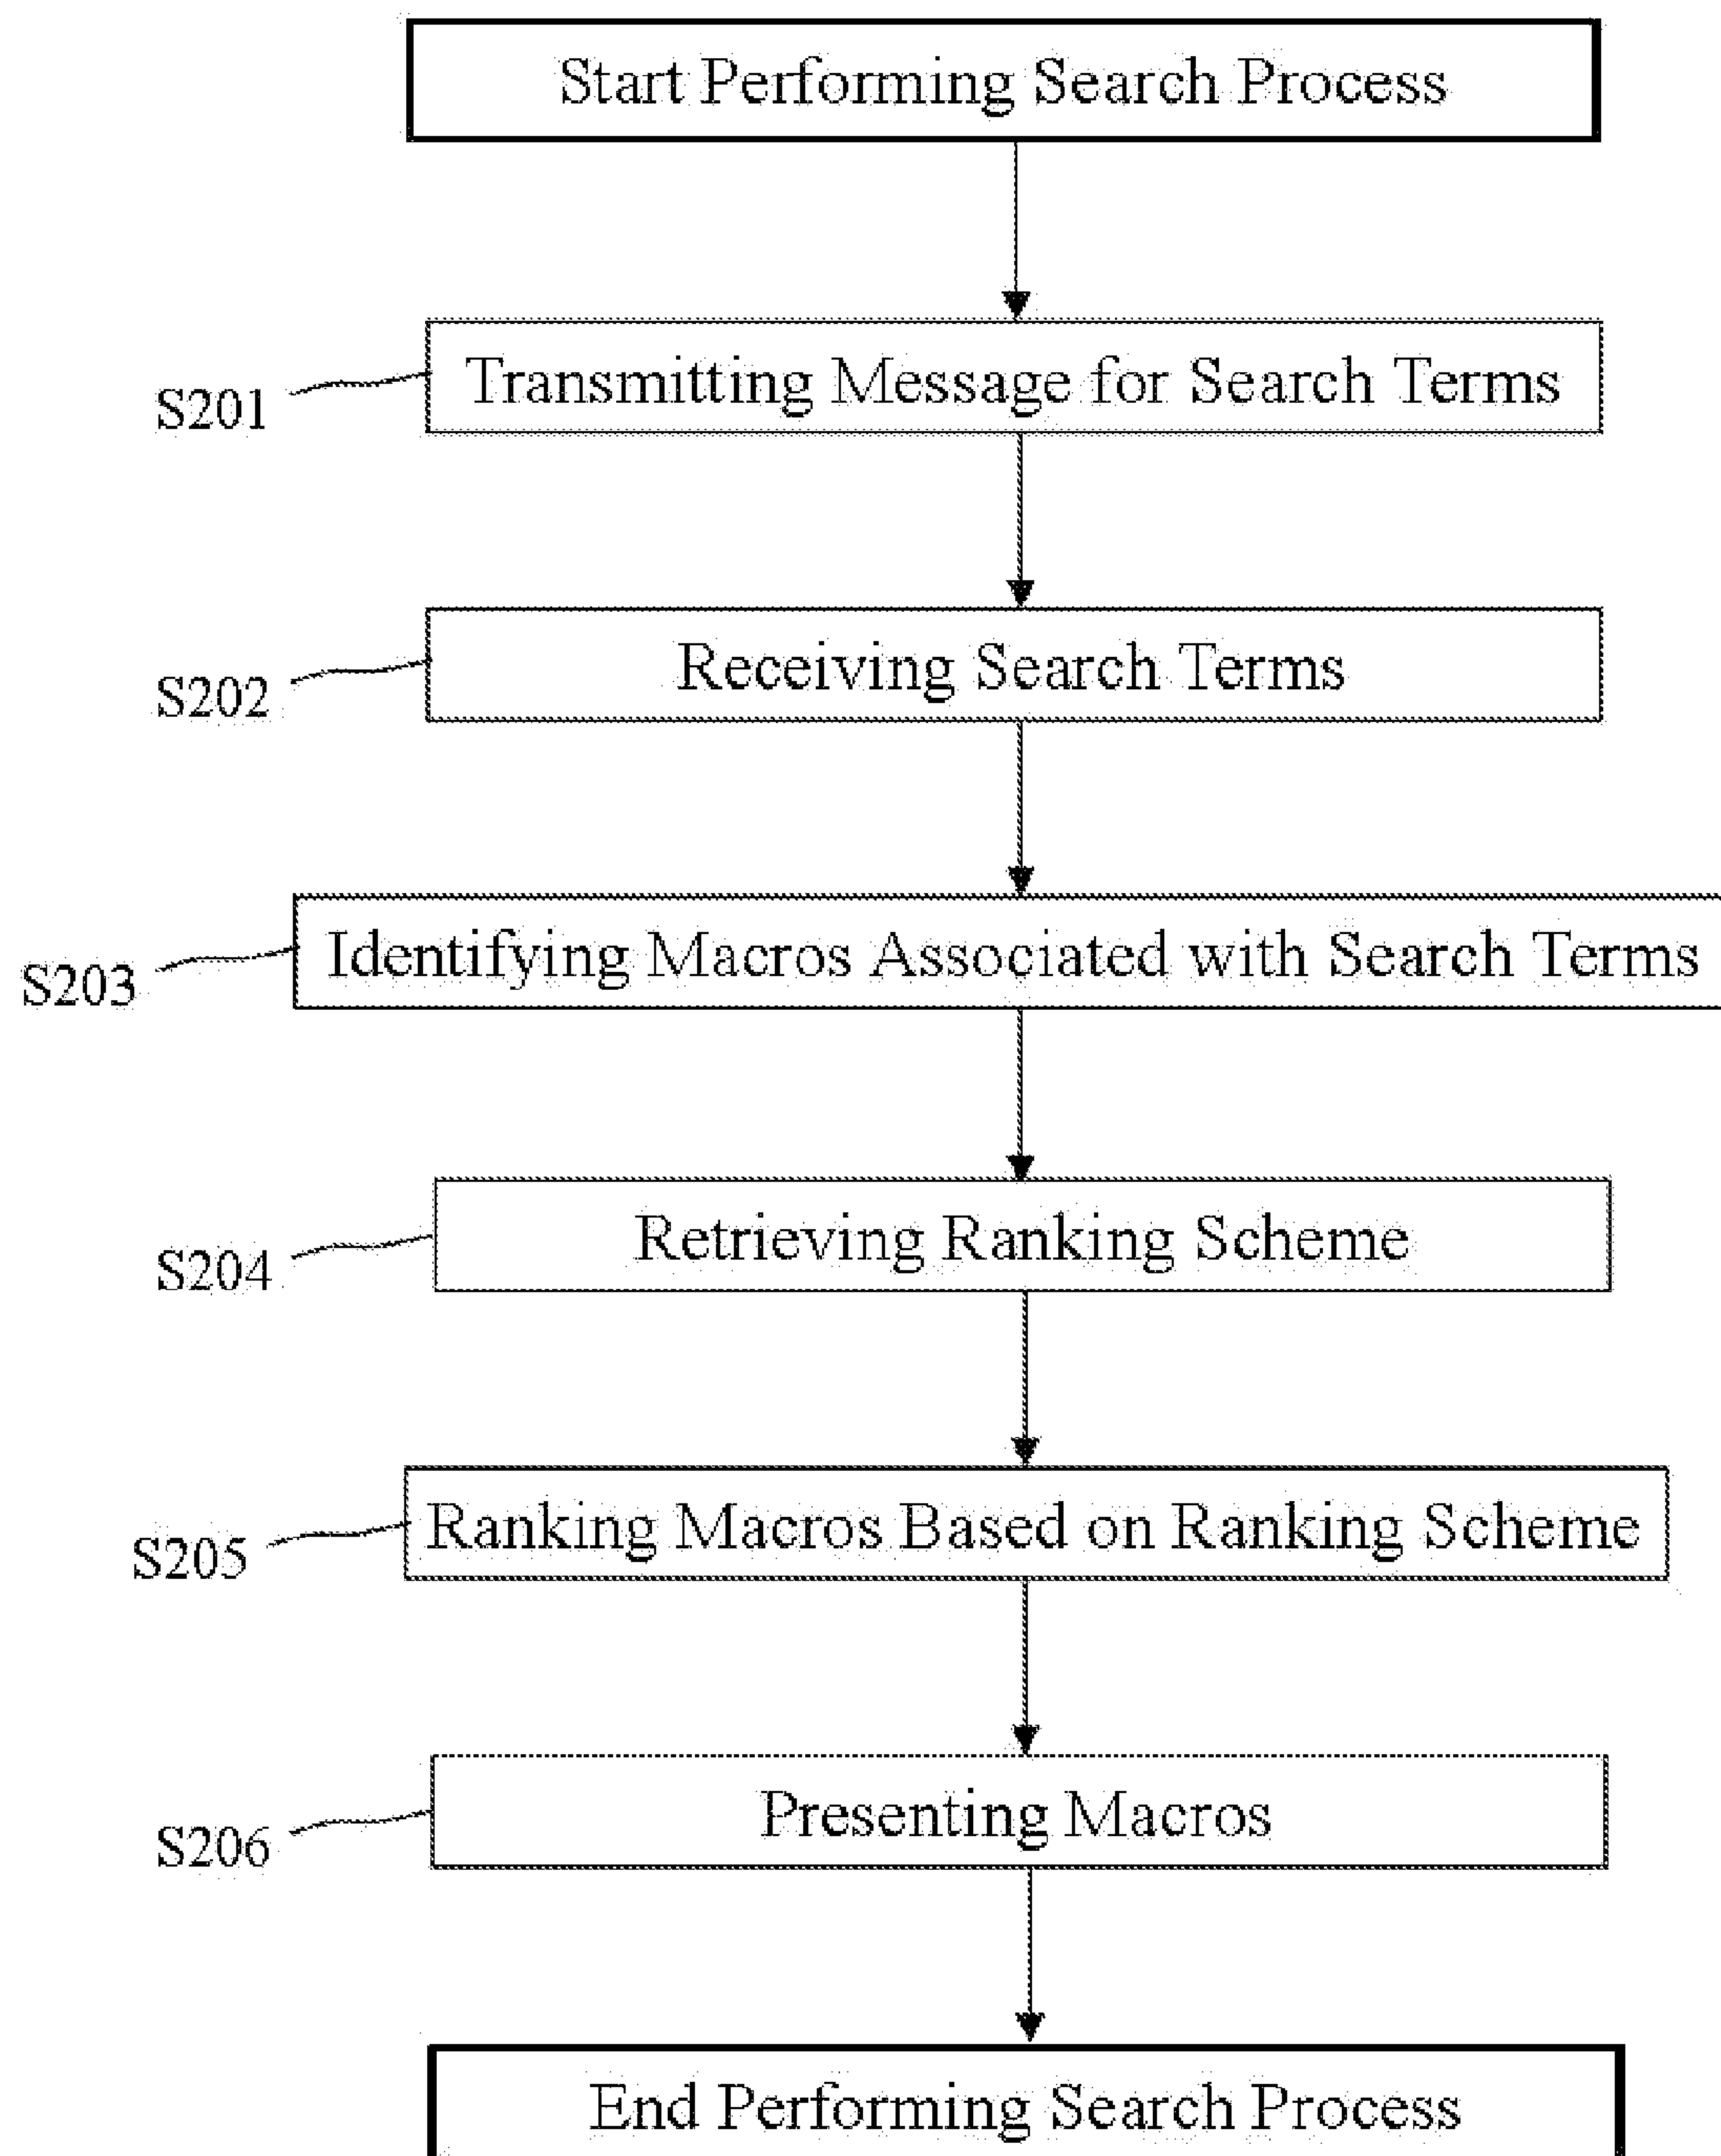 Start Performing Search Process
S201
Transmitting Message for Search Terms
S202
Receiving Search Terms
S203
Identifying Macros Associated with Search Terms
S204
Retrieving Ranking Scheme
S205
Ranking Macros Based on Ranking Scheme
S206
Presenting Macros
End Performing Search Process